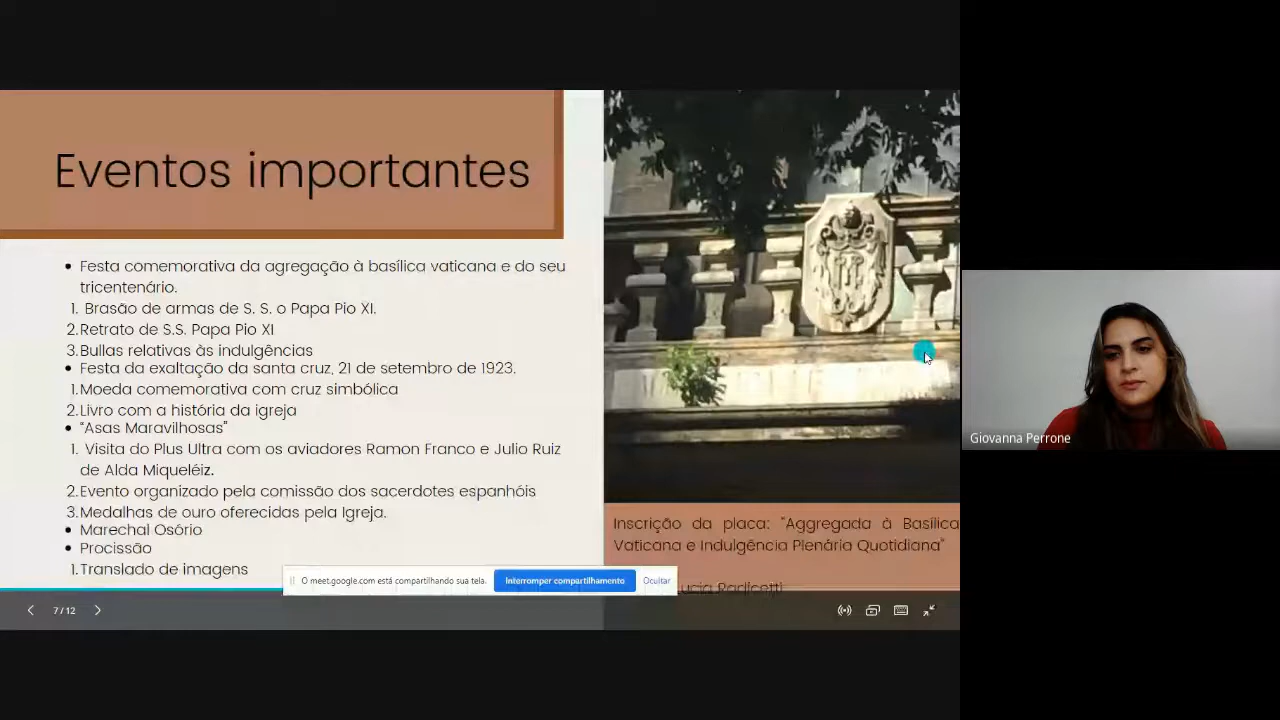 Eventos importantes
• Festa comemorativa da agregação à basílica vaticana e do seu
tricentenário.
1. Brasão de armas de S. S. o Papa Pio XI.
2.Retrato de S.S. Papa Pio XI
3.Bullas relativas às indulgências
• Festa da exaltação da santa cruz, 21 de setembro de 1923.
1.Moeda comemorativa com cruz simbólica
2.Livro com a história da igreja
• "Asas Maravilhosas"
1. Visita do Plus Ultra com os aviadores Ramon Franco e Julio Ruiz
de Alda Miqueléiz.
2.Evento organizado pela comissão dos sacerdotes espanhóis
3.Medalhas de ouro oferecidas pela Igreja.
• Marechal Osório
• Procissão
1.Translado de imagens
Inscrição da placa: "Aggregada à Basílica
Vaticana e Indulgência Plenária Quotidiana"
Lucia Radicetti
O meet.google.com está compartilhando sua tela.
Interromper compartilhamento
Ocultar
7 / 12
Giovanna Perrone